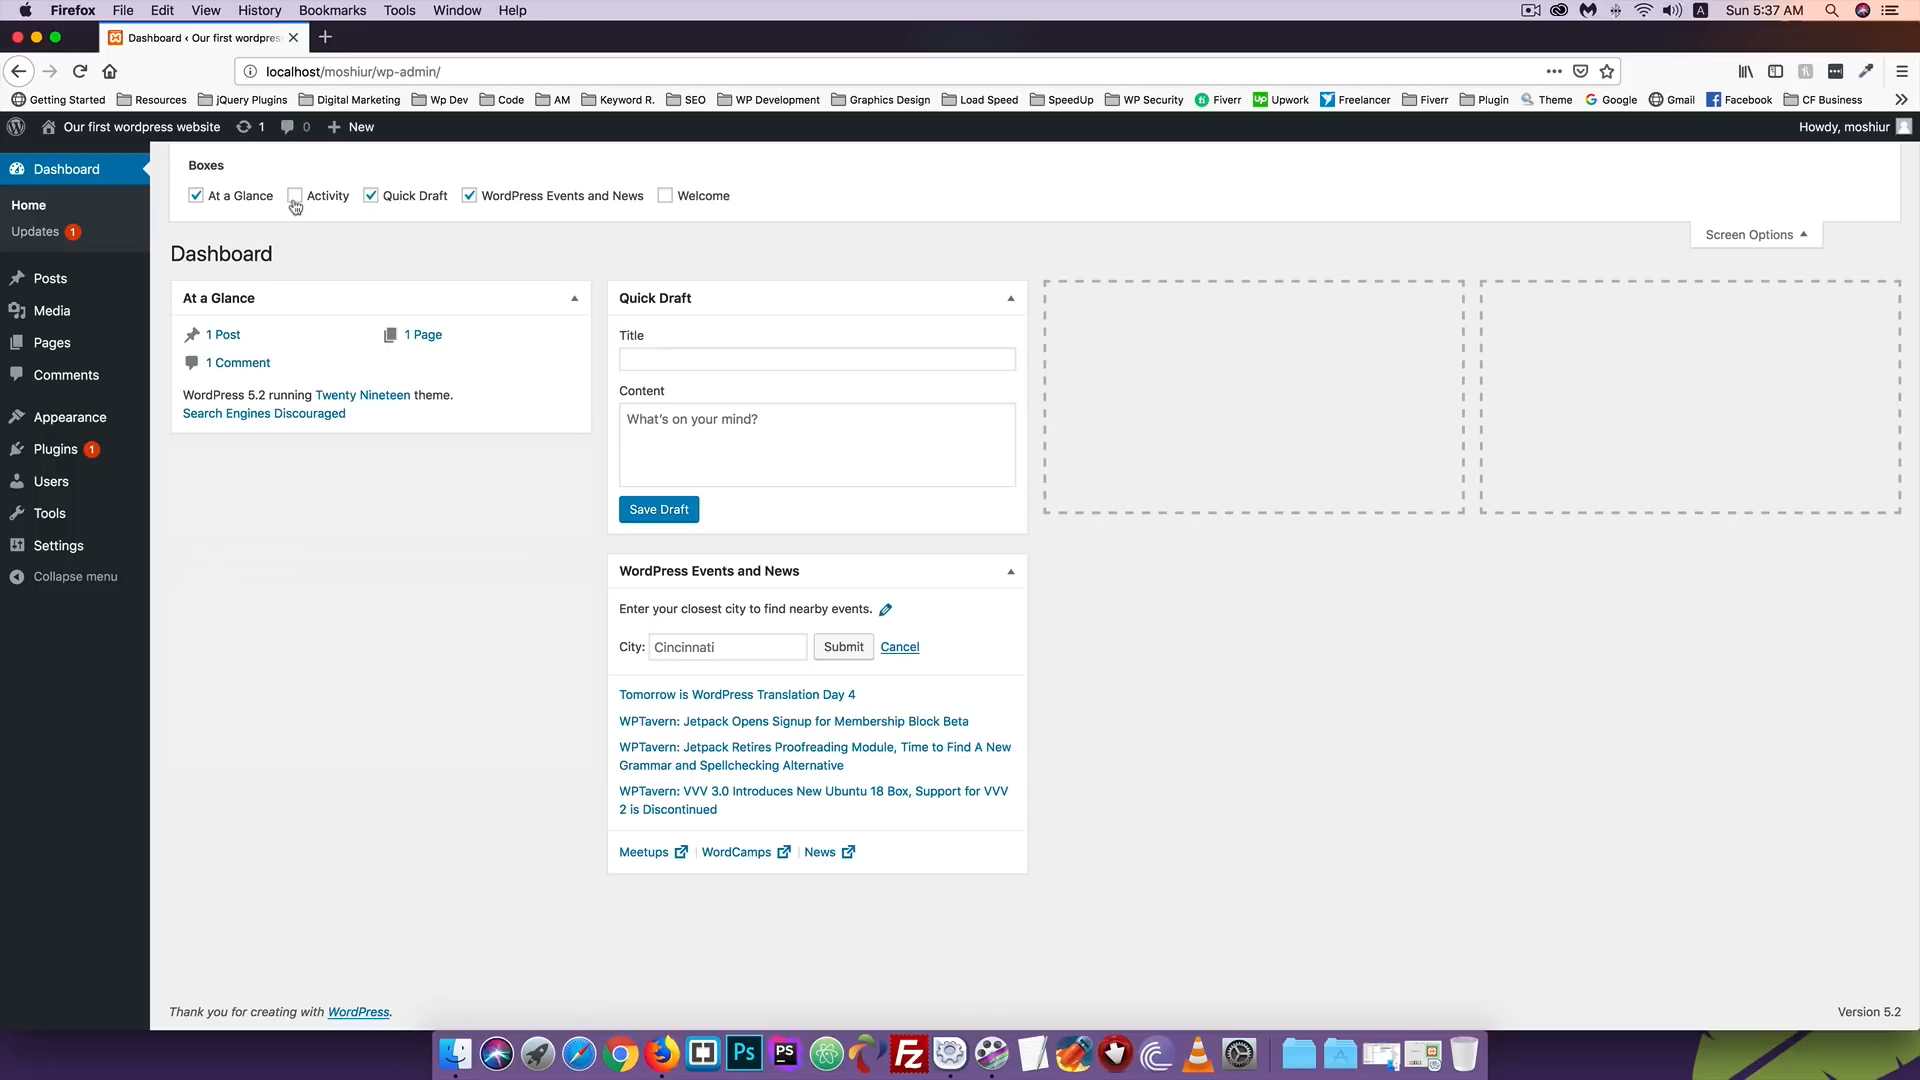 Firefox File Edit View History Bookmarks Tools Window Help
A Sun 5:37 AM
Dashboard ‹ Our first wordpres
localhost/moshiur/wp-admin/
Getting Started Resources jQuery Plugins Digital Marketing Wp Dev Code AM Keyword R. SEO WP Development Graphics Design Load Speed SpeedUp WP Security Fiverr Upwork Freelancer Fiverr Plugin Theme Google Gmail Facebook CF Business
Our first wordpress website 1 0 New Howdy, moshiur
Dashboard
Home
Updates 1
Posts
Media
Pages
Comments
Appearance
Plugins 1
Users
Tools
Settings
Collapse menu
Boxes
At a Glance Activity Quick Draft WordPress Events and News Welcome
Screen Options
Dashboard
At a Glance
1 Post 1 Page
1 Comment
WordPress 5.2 running Twenty Nineteen theme.
Search Engines Discouraged
Quick Draft
Title
Content
What's on your mind?
Save Draft
WordPress Events and News
Enter your closest city to find nearby events.
City: Cincinnati Submit Cancel
Tomorrow is WordPress Translation Day 4
WPTavern: Jetpack Opens Signup for Membership Block Beta
WPTavern: Jetpack Retires Proofreading Module, Time to Find A New
Grammar and Spellchecking Alternative
WPTavern: VVV 3.0 Introduces New Ubuntu 18 Box, Support for VVV
2 is Discontinued
Meetups | WordCamps | News
Thank you for creating with WordPress.
Version 5.2
Ps PS FZ